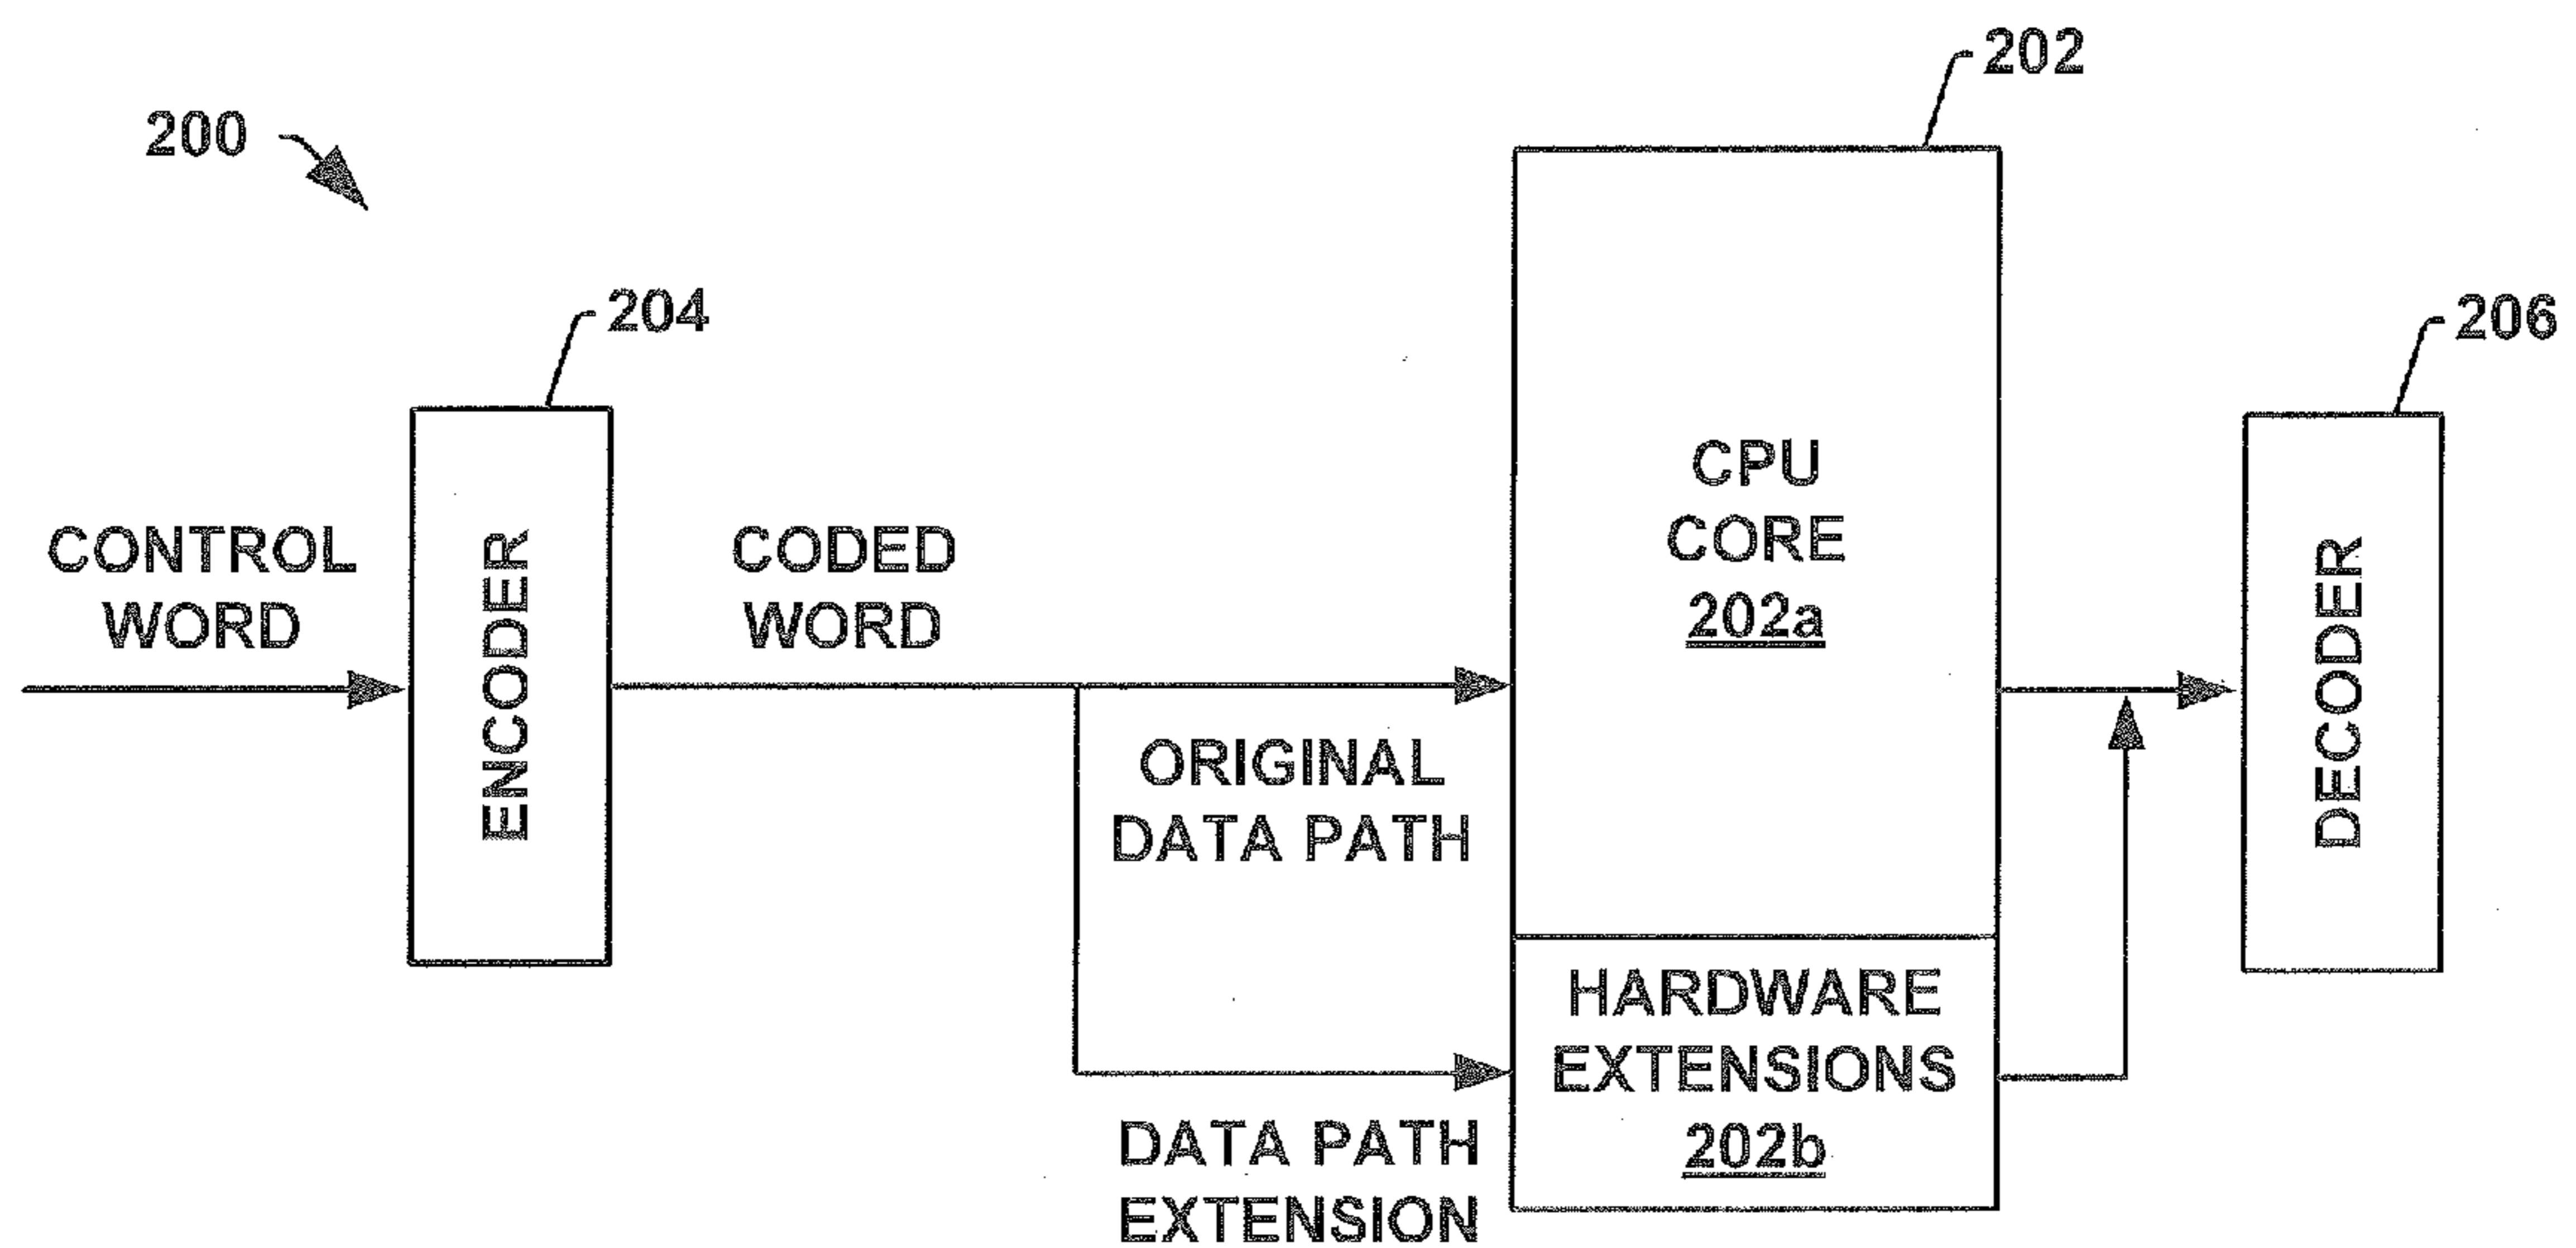 202
200
204
206
CONTROL
WORD
ENCODER
CODED
WORD
CPU
CORE
202a
DECODER
ORIGINAL
DATA PATH
HARDWARE
EXTENSIONS
202b
DATA PATH
EXTENSION